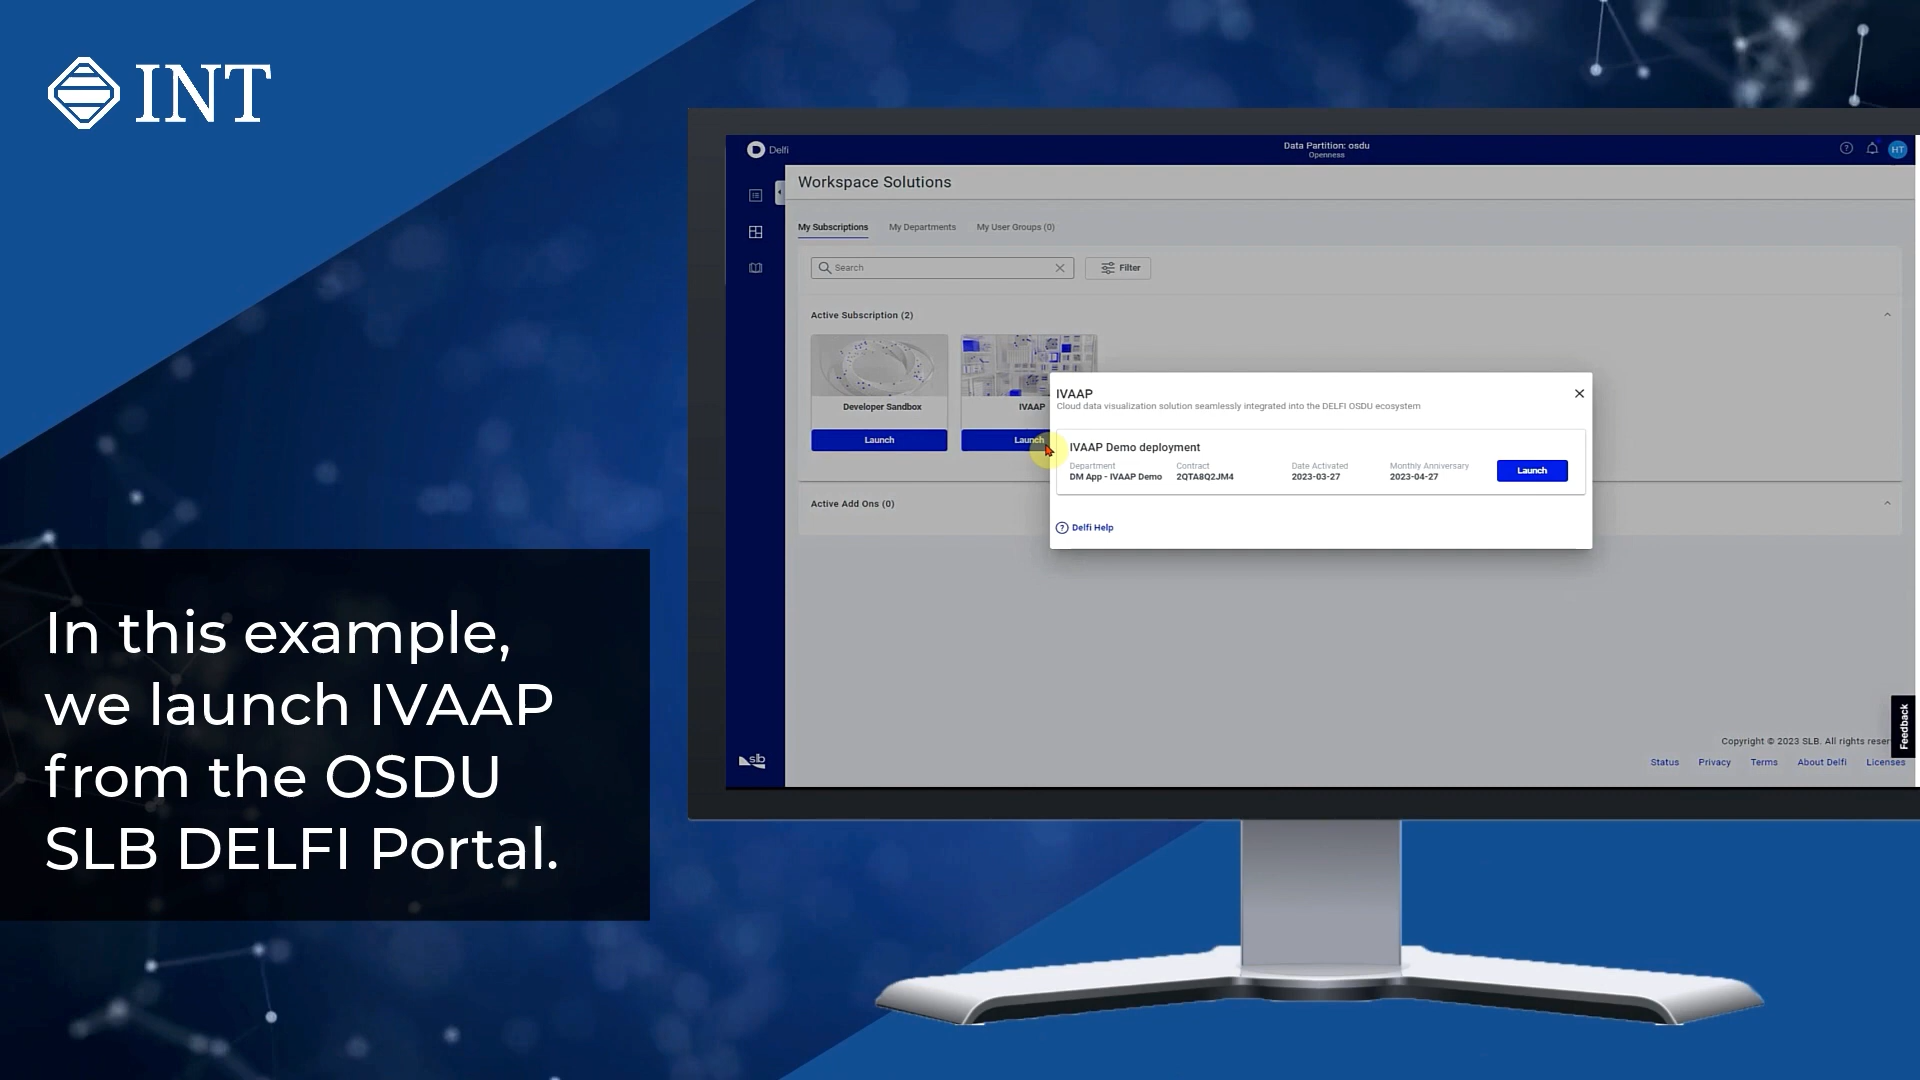 INT
In this example,
we launch IVAAP
from the OSDU
SLB DELFI Portal.
Delfi
Data Partition: osdu
Openness
HT
Workspace Solutions
My Subscriptions
My Departments
My User Groups (0)
Search
Filter
Active Subscription (2)
Developer Sandbox
Launch
IVAAP
Launch
Active Add Ons (0)
IVAAP
Cloud data visualization solution seamlessly integrated into the DELFI OSDU ecosystem
IVAAP Demo deployment
Department
DM App - IVAAP Demo
Contract
2QTA8Q2JM4
Date Activated
2023-03-27
Monthly Anniversary
2023-04-27
Launch
Delfi Help
Feedback
slb
Copyright © 2023 SLB. All rights reser
Status
Privacy
Terms
About Delfi
Licenses